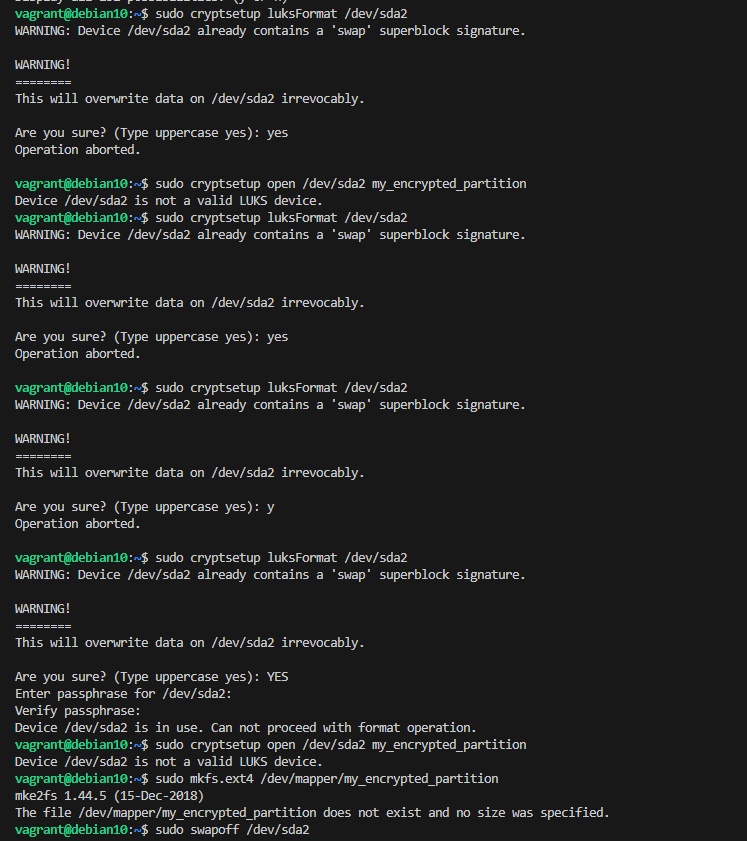 vagrant@debian10:~$ sudo cryptsetup luksFormat /dev/sda2
WARNING: Device /dev/sda2 already contains a 'swap' superblock signature.
WARNING!
========
This will overwrite data on /dev/sda2 irrevocably.
Are you sure? (Type uppercase yes): yes
Operation aborted.
vagrant@debian10:~$ sudo cryptsetup open /dev/sda2 my_encrypted_partition
Device /dev/sda2 is not a valid LUKS device.
vagrant@debian10:~$ sudo cryptsetup luksFormat /dev/sda2
WARNING: Device /dev/sda2 already contains a 'swap' superblock signature.
WARNING!
========
This will overwrite data on /dev/sda2 irrevocably.
Are you sure? (Type uppercase yes): yes
Operation aborted.
vagrant@debian10:~$ sudo cryptsetup luksFormat /dev/sda2
WARNING: Device /dev/sda2 already contains a 'swap' superblock signature.
WARNING!
========
This will overwrite data on /dev/sda2 irrevocably.
Are you sure? (Type uppercase yes): y
Operation aborted.
vagrant@debian10:~$ sudo cryptsetup luksFormat /dev/sda2
WARNING: Device /dev/sda2 already contains a 'swap' superblock signature.
WARNING!
========
This will overwrite data on /dev/sda2 irrevocably.
Are you sure? (Type uppercase yes): YES
Enter passphrase for /dev/sda2:
Verify passphrase:
Device /dev/sda2 is in use. Can not proceed with format operation.
vagrant@debian10:~$ sudo cryptsetup open /dev/sda2 my_encrypted_partition
Device /dev/sda2 is not a valid LUKS device.
vagrant@debian10:~$ sudo mkfs.ext4 /dev/mapper/my_encrypted_partition
mke2fs 1.44.5 (15-Dec-2018)
The file /dev/mapper/my_encrypted_partition does not exist and no size was specified.
vagrant@debian10:~$ sudo swapoff /dev/sda2